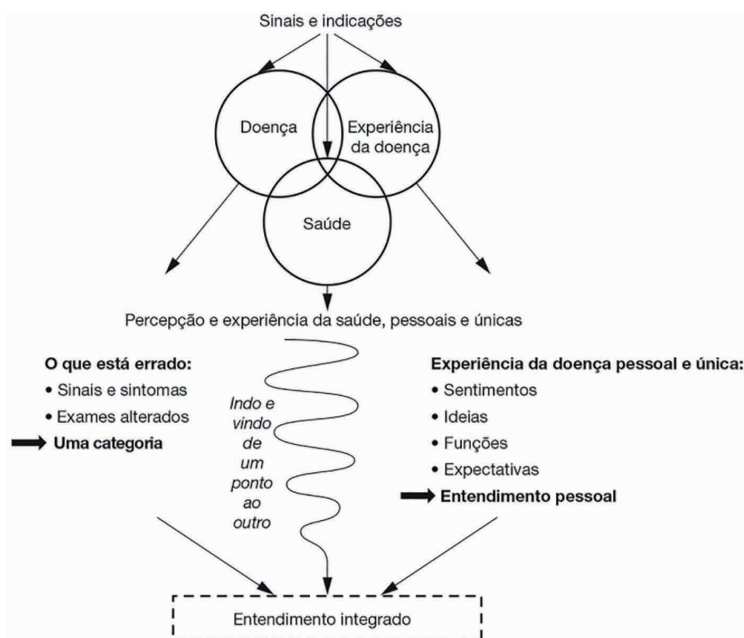 Sinais e indicações
Doença
Experiência
da doença
Saúde
Percepção e experiência da saúde, pessoais e únicas
O que está errado:
• Sinais e sintomas
• Exames alterados
Uma categoria
Indo e
vindo
de
um
ponto
ao
outro
Experiência da doença pessoal e única:
• Sentimentos
• Ideias
• Funções
• Expectativas
Entendimento pessoal
Entendimento integrado